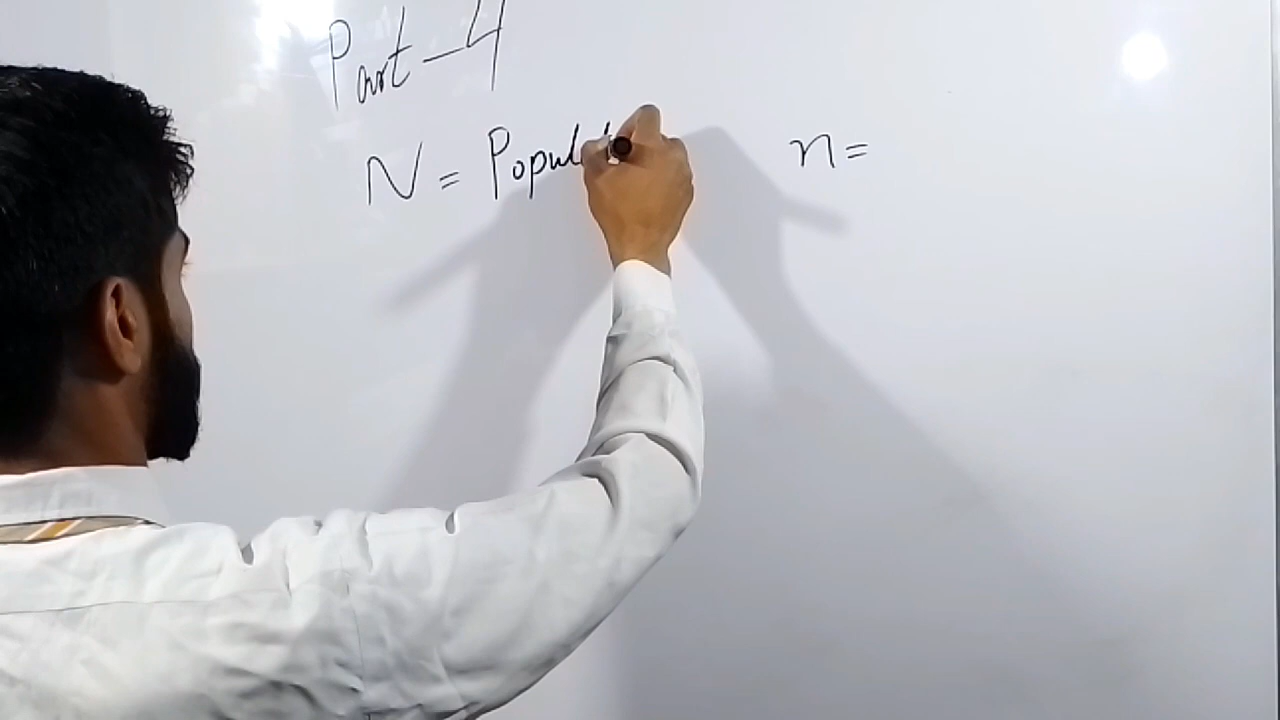 Part - 4
N = Popul n =